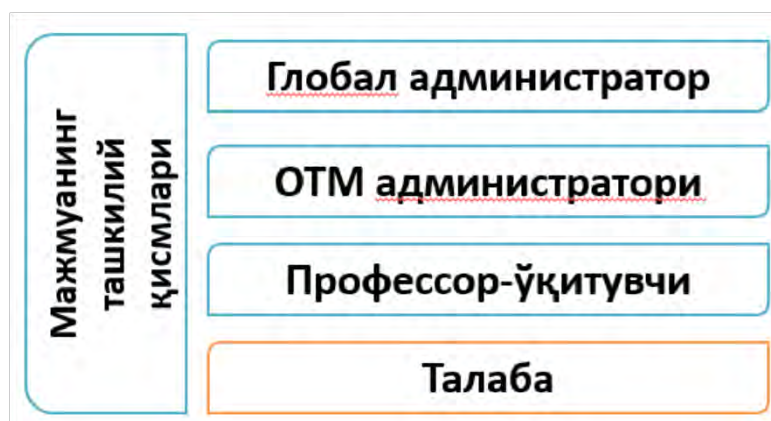 Мажмуанинг
ташкилий
қисмлари
Глобал администратор
ОТМ администратори
Профессор-ўқитувчи
Талаба